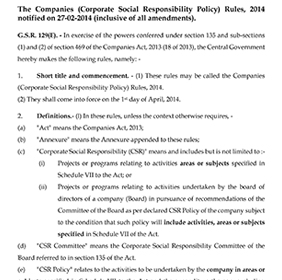 The Companies (Corporate Social Responsibility Policy) Rules, 2014
notified on 27-02-2014 (inclusive of all amendments).
G.S.R. 129(E). - In exercise of the powers conferred under section 135 and sub-sections
(1) and (2) of section 469 of the Companies Act, 2013 (18 of 2013), the Central Government
hereby makes the following rules, namely: -
1. Short title and commencement. - (1) These rules may be called the Companies
(Corporate Social Responsibility Policy) Rules, 2014.
(2) They shall come into force on the 1st day of April, 2014.
2. Definitions.- (1) In these rules, unless the context otherwise requires, -
(a) "Act" means the Companies Act, 2013;
(b) "Annexure" means the Annexure appended to these rules;
(c) "Corporate Social Responsibility (CSR)" means and includes but is not limited to :-
(i) Projects or programs relating to activities areas or subjects specified in
Schedule VII to the Act; or
(ii) Projects or programs relating to activities undertaken by the board of
directors of a company (Board) in pursuance of recommendations of the
CSR Committee of the Board as per declared CSR Policy of the company subject
to the condition that such policy will include activities, areas or subjects
specified in Schedule VII of the Act.
(d) "CSR Committee" means the Corporate Social Responsibility Committee of the
Board referred to in section 135 of the Act.
(e) "CSR Policy" relates to the activities to be undertaken by the company in areas or